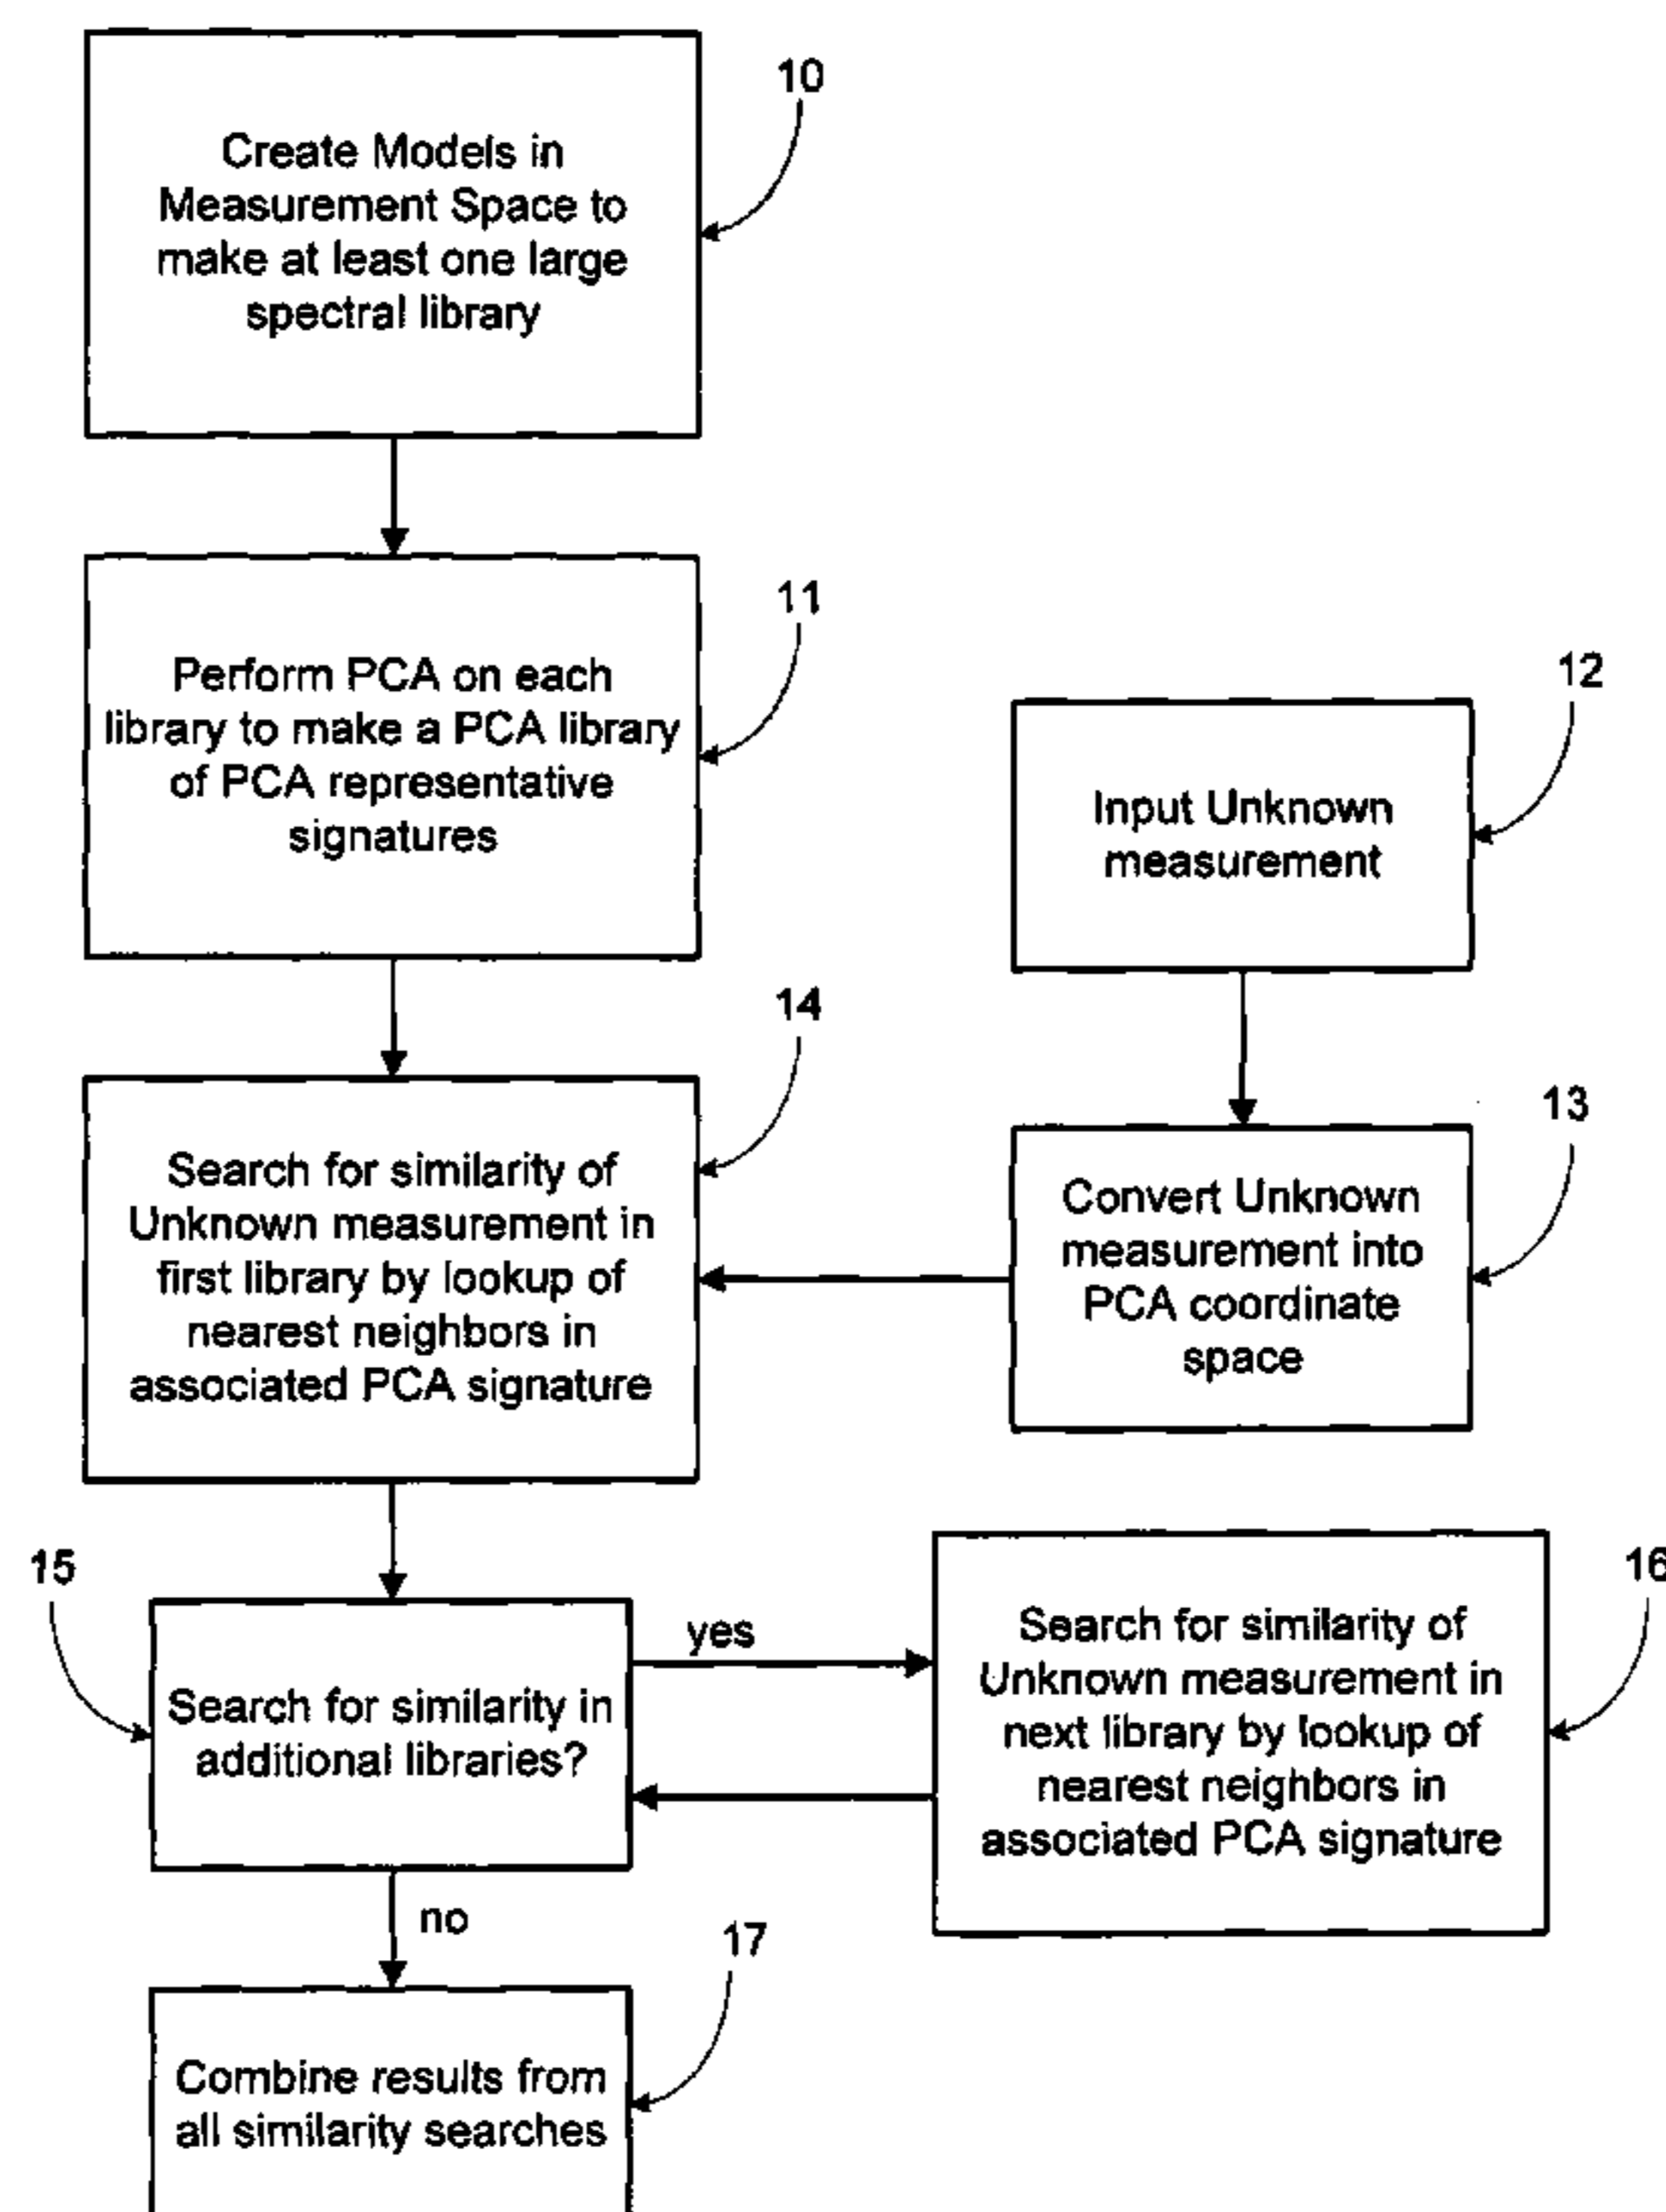 10
Create Models in
Measurement Space to
make at least one large
spectral library
11
Perform PCA on each
library to make a PCA library
of PCA representative
signatures
12
Input Unknown
measurement
14
Search for similarity of
Unknown measurement in
first library by lookup of
nearest neighbors in
associated PCA signature
13
Convert Unknown
measurement into
PCA coordinate
space
15
Search for similarity in
additional libraries?
yes
16
Search for similarity of
Unknown measurement in
next library by lookup of
nearest neighbors in
associated PCA signature
no
17
Combine results from
all similarity searches